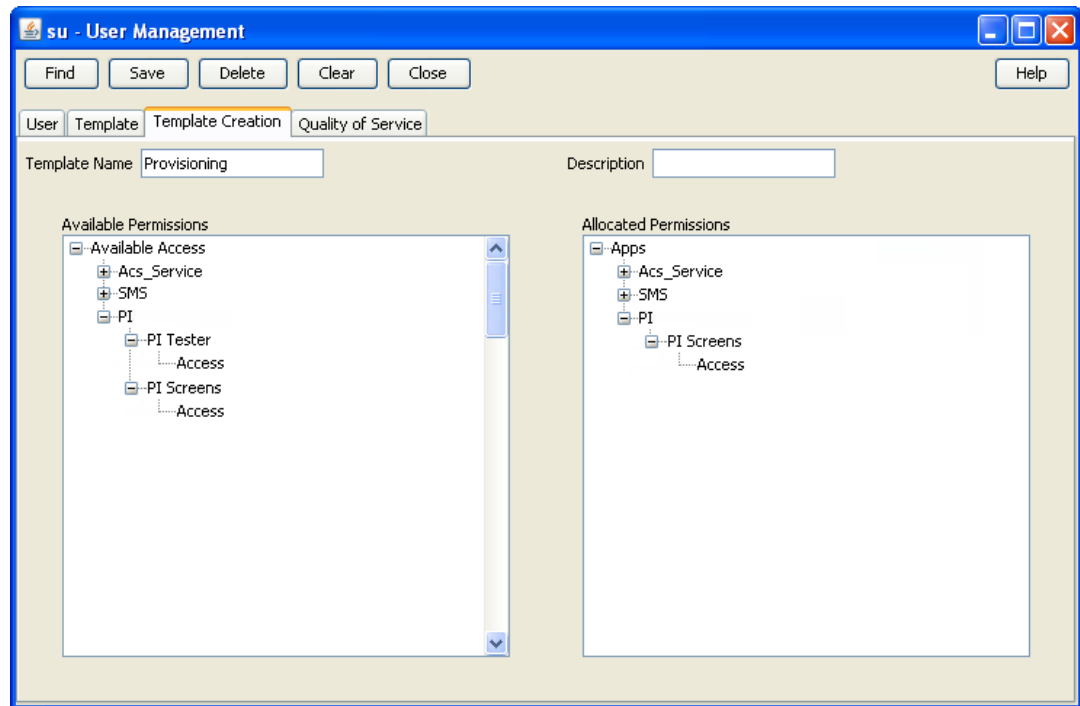 su - User Management
Find Save Delete Clear Close Help
User Template Template Creation Quality of Service
Template Name Provisioning Description
Available Permissions
Available Access
Acs_Service
SMS
PI
PI Tester
Access
PI Screens
Access
Allocated Permissions
Apps
Acs_Service
SMS
PI
PI Screens
Access